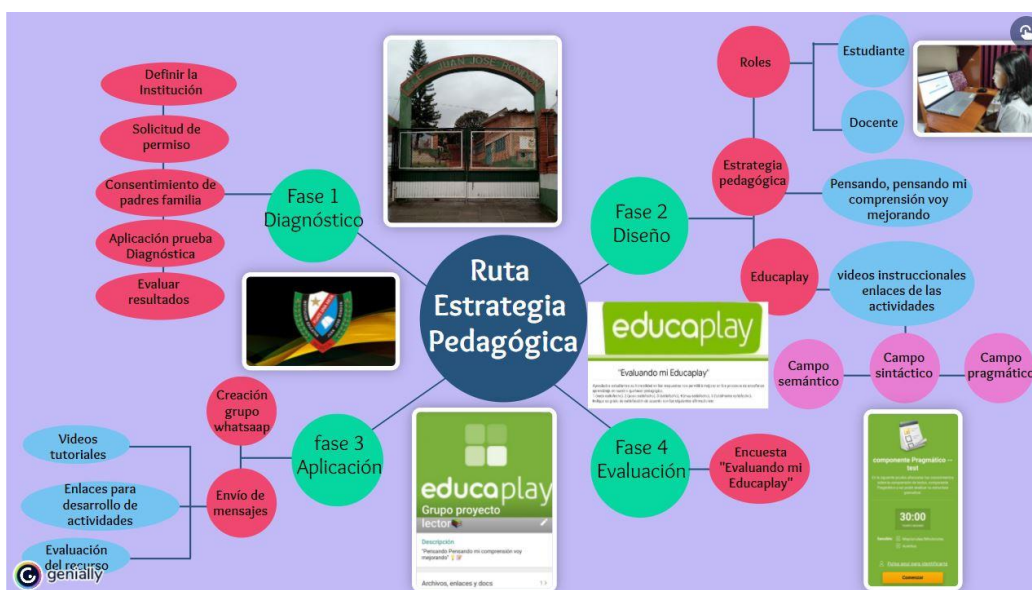 Definir la
Institución
Solicitud de
permiso
Consentimiento de
padres familia
Aplicación prueba
Diagnóstica
Evaluar
resultados
Fase 1
Diagnóstico
JUAN JOSE
Ruta
Estrategia
Pedagógica
Fase 2
Diseño
Roles
Estudiante
Docente
Estrategia
pedagógica
Pensando, pensando mi
comprensión voy
mejorando
Educaplay
videos instruccionales
enlaces de las
actividades
Campo
semántico
Campo
sintáctico
Campo
pragmático
educaplay
"Evaluando mi Educaplay"
fase 3
Aplicación
Creación
grupo
whatsaap
Envío de
mensajes
Videos
tutoriales
Enlaces para
desarrollo de
actividades
Evaluación
del recurso
educaplay
Grupo proyecto
lector
Descripción
"Pensando Pensando mi comprensión voy
mejorando"
Archivos, enlaces y docs
1 >
Fase 4
Evaluación
Encuesta
"Evaluando mi
Educaplay"
componente Pragmático --
test
30:00
Comenzar
genially